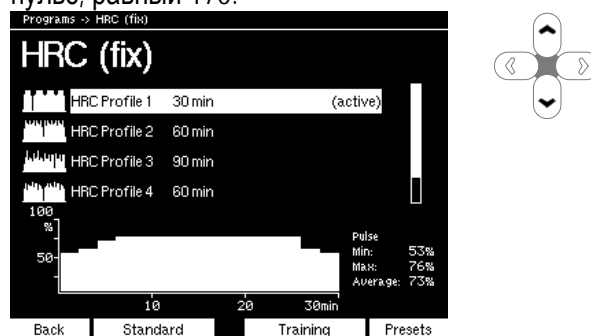 пульс, равный 170.
Programs -> HRC (fix)
HRC (fix)
HRC Profile 1 30 min (active)
HRC Profile 2 60 min
HRC Profile 3 90 min
HRC Profile 4 60 min
100
%
50
Pulse
Min: 53%
Max: 76%
Average: 73%
10 20 30min
Back Standard Training Presets